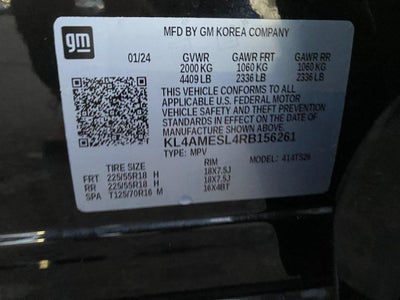 gm
MFD BY GM KOREA COMPANY
01/24 GVWR GAWR FRT GAWR RR
2000 KG 1060 KG 1060 KG
4409 LB 2336 LB 2336 LB
THIS VEHICLE CONFORMS TO ALL
APPLICABLE U.S. FEDERAL MOTOR
VEHICLE SAFETY AND THEFT PREVENTION
STANDARDS IN EFFECT ON THE DATE OF
MANUFACTURE SHOWN ABOVE.
KL4AMESL4RB156261
TYPE: MPV MODEL: 414TS26
TIRE SIZE RIM
FRT 225/55R18 H 18X7.5J
RR 225/55R18 H 18X7.5J
SPA T125/70R16 M 16X4BT